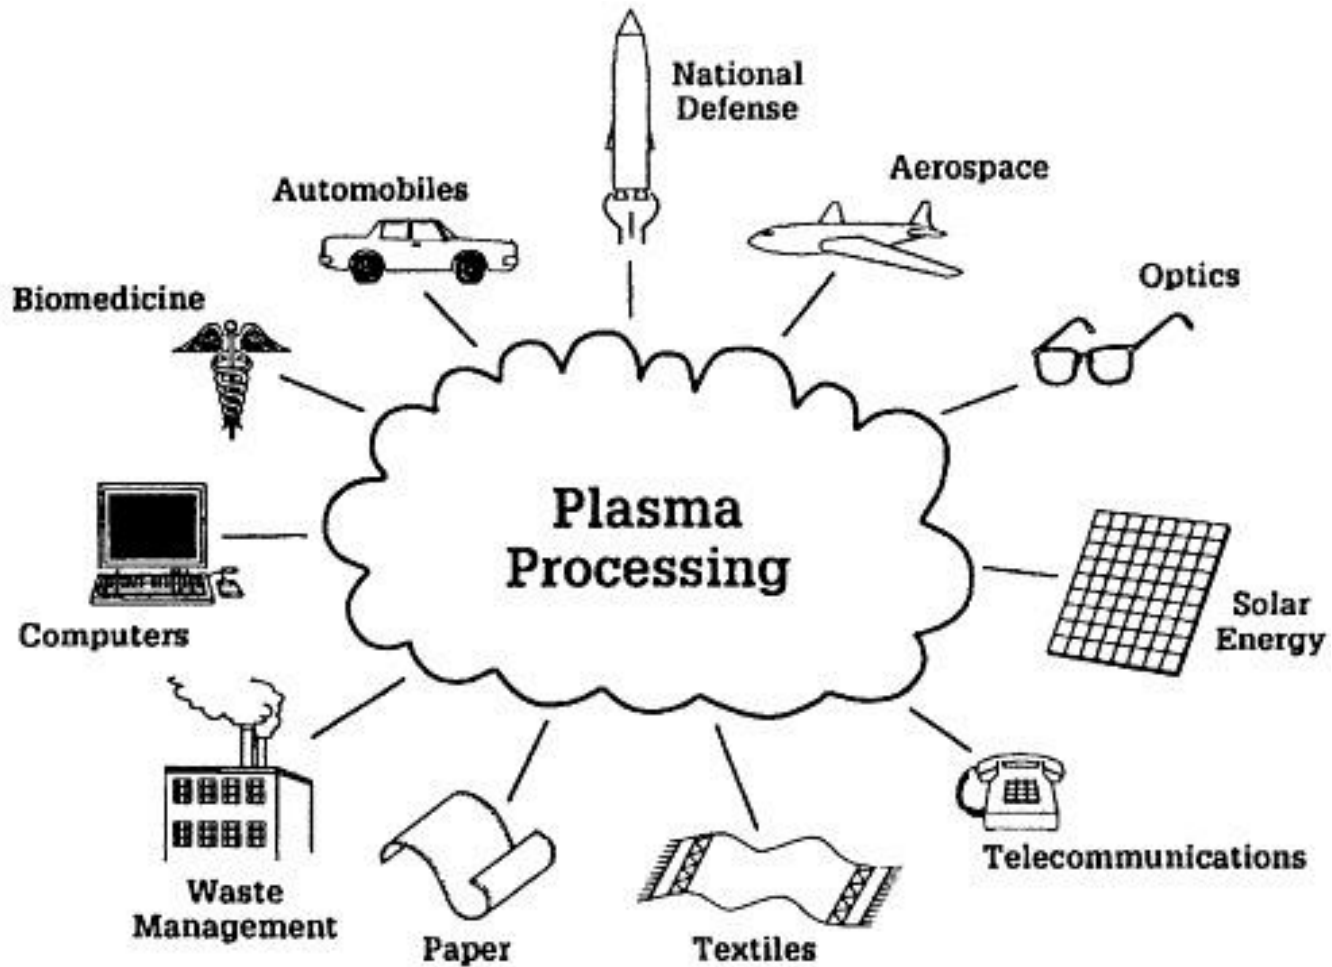 National
Defense
Aerospace
Automobiles
Optics
Biomedicine
Plasma
Processing
Solar
Energy
Computers
Telecommunications
Waste
Management
Paper
Textiles